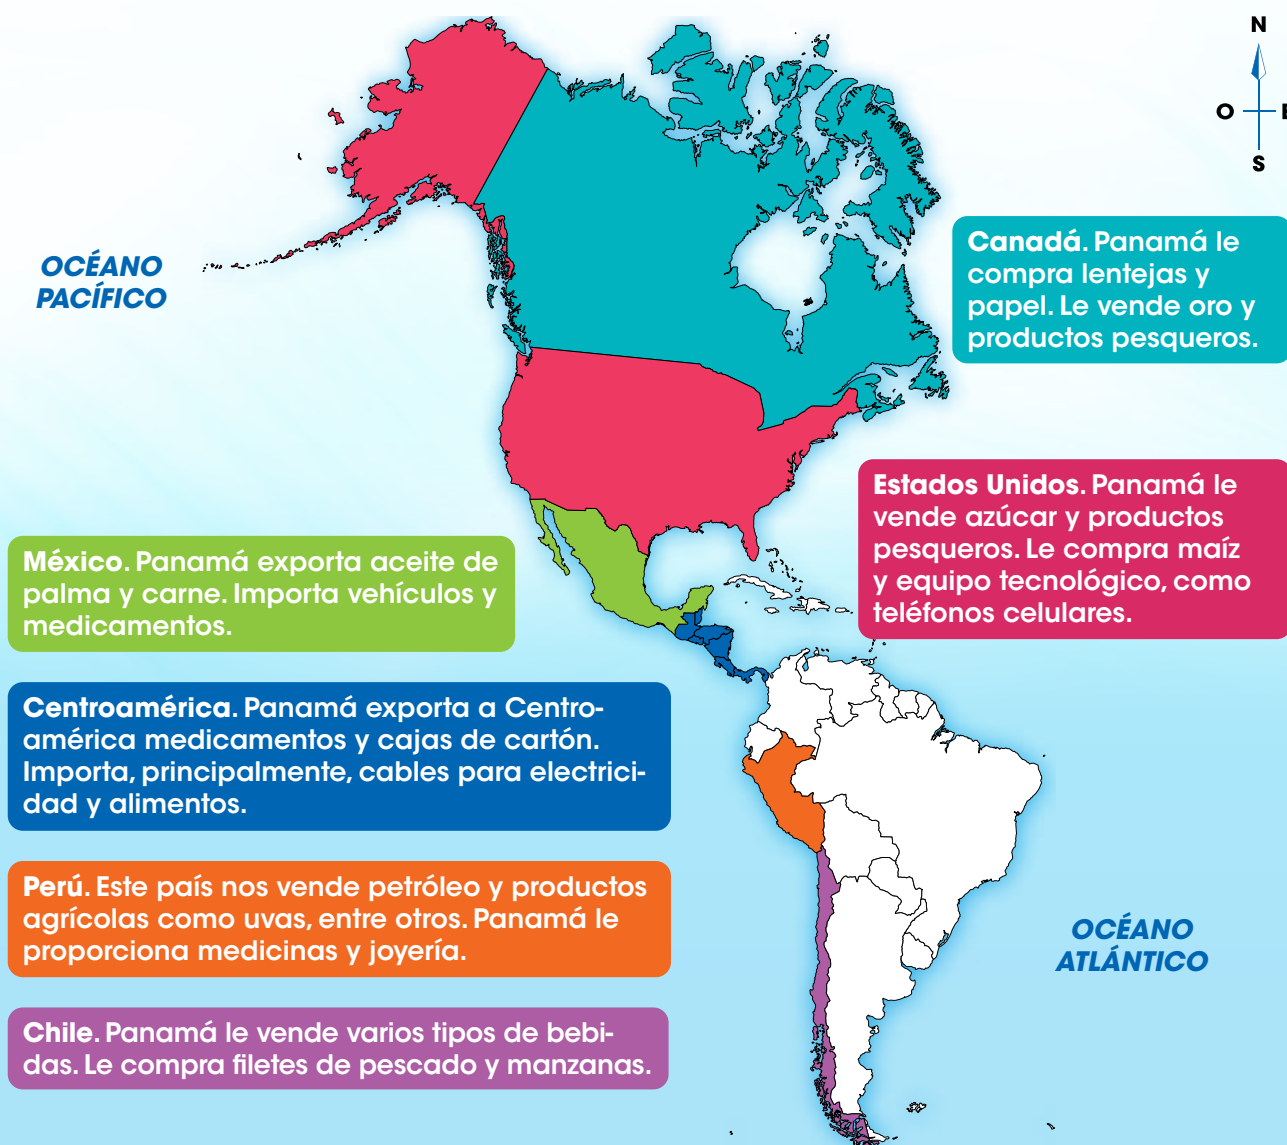 N
O
E
S
OCÉANO
PACÍFICO
Canadá. Panamá le
compra lentejas y
papel. Le vende oro y
productos pesqueros.
Estados Unidos. Panamá le
vende azúcar y productos
pesqueros. Le compra maíz
y equipo tecnológico, como
teléfonos celulares.
México. Panamá exporta aceite de
palma y carne. Importa vehículos y
medicamentos.
Centroamérica. Panamá exporta a Centro-
américa medicamentos y cajas de cartón.
Importa, principalmente, cables para electrici-
dad y alimentos.
Perú. Este país nos vende petróleo y productos
agrícolas como uvas, entre otros. Panamá le
proporciona medicinas y joyería.
OCÉANO
ATLÁNTICO
Chile. Panamá le vende varios tipos de bebi-
das. Le compra filetes de pescado y manzanas.